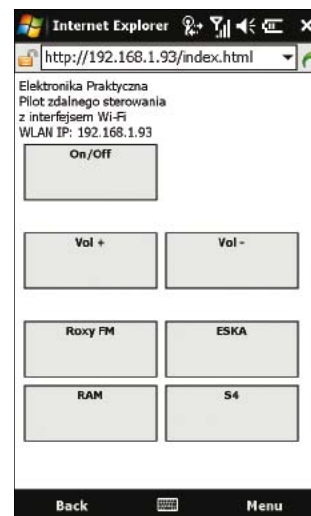 Internet Explorer
http://192.168.1.93/index.html
Elektronika Praktyczna
Pilot zdalnego sterowania
z interfejsem Wi-Fi
WLAN IP: 192.168.1.93
On/Off
Vol + Vol -
Roxy FM ESKA
RAM S4
Back Menu